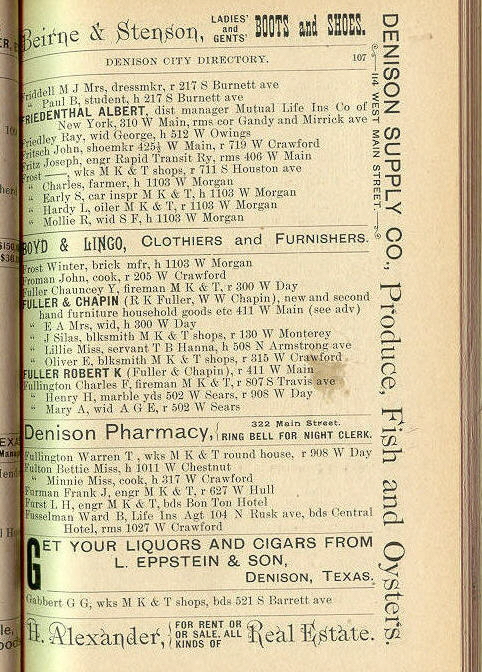 Beirne & Stenson, LADIES' and GENTS' BOOTS and SHOES.
DENISON CITY DIRECTORY. 107
Friddell M J Mrs, dressmkr, r 217 S Burnett ave
" Paul B, student, h 217 S Burnett ave
FRIEDENTHAL ALBERT, dist manager Mutual Life Ins Co of
New York, 310 W Main, rms cor Gandy and Mirrick ave
Friedley Ray, wid George, h 512 W Owings
Fritsch John, shoemkr 425½ W Main, r 719 W Crawford
Fritz Joseph, engr Rapid Transit Ry, rms 406 W Main
Frost ——, wks M K & T shops, r 711 S Houston ave
" Charles, farmer, h 1103 W Morgan
" Early S, car inspr M K & T, h 1103 W Morgan
" Hardy L, oiler M K & T, r 1103 W Morgan
" Mollie R, wid S F, h 1103 W Morgan
BOYD & LINGO, CLOTHIERS and FURNISHERS.
Frost Winter, brick mfr, h 1103 W Morgan
Froman John, cook, r 205 W Crawford
Fuller Chauncey Y, fireman M K & T, r 300 W Day
FULLER & CHAPIN (R K Fuller, W W Chapin), new and second
hand furniture household goods etc 411 W Main (see adv)
" E A Mrs, wid, h 300 W Day
" J Silas, blksmith M K & T shops, r 130 W Monterey
" Lillie Miss, servant T B Hanna, h 508 N Armstrong ave
" Oliver E, blksmith M K & T shops, r 315 W Crawford
FULLER ROBERT K (Fuller & Chapin), r 411 W Main
Fullington Charles F, fireman M K & T, r 807 S Travis ave
" Henry H, marble yds 502 W Sears, r 908 W Day
" Mary A, wid A G E, r 502 W Sears
Denison Pharmacy, 322 Main Street. RING BELL FOR NIGHT CLERK.
Fullington Warren T, wks M K & T round house, r 908 W Day
Fulton Bettie Miss, h 1011 W Chestnut
" Minnie Miss, cook, h 317 W Crawford
Furman Frank J, engr M K & T, r 627 W Hull
Furst L H, engr M K & T, bds Bon Ton Hotel
Fusselman Ward B, Life Ins Agt 104 N Rusk ave, bds Central
Hotel, rms 1027 W Crawford
GET YOUR LIQUORS AND CIGARS FROM
L. EPPSTEIN & SON,
DENISON, TEXAS.
Gabbert G G, wks M K & T shops, bds 521 S Barrett ave
H. Alexander, FOR RENT OR OR SALE. ALL KINDS OF Real Estate.
DENISON SUPPLY CO., Produce, Fish and Oysters.
114 WEST MAIN STREET.